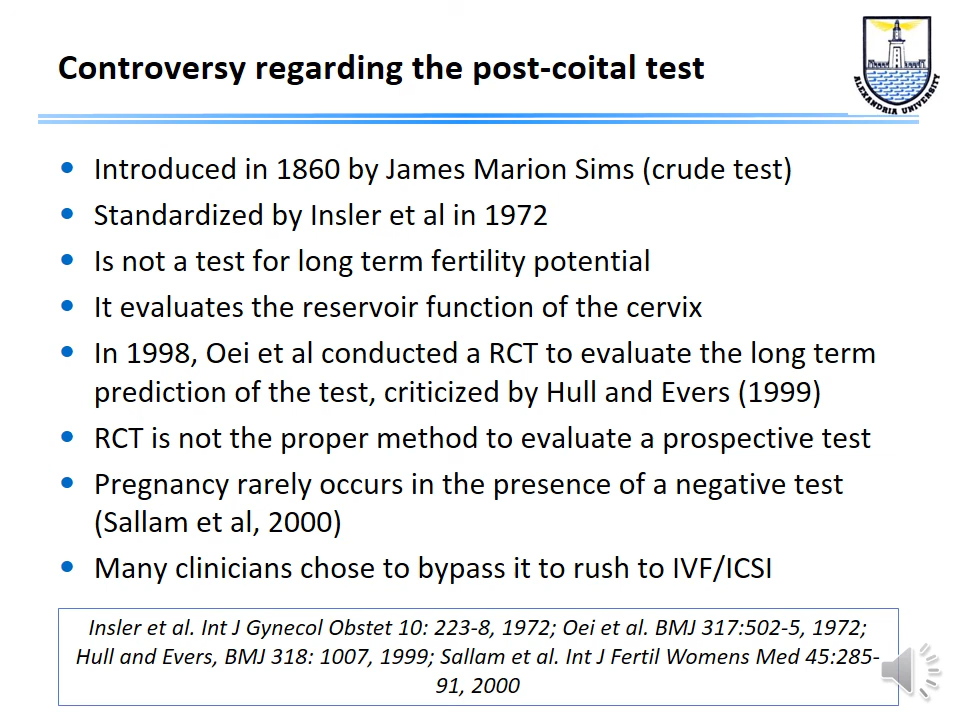 Controversy regarding the post-coital test
ALEXANDRIA UNIVERSITY
Introduced in 1860 by James Marion Sims (crude test)
Standardized by Insler et al in 1972
Is not a test for long term fertility potential
It evaluates the reservoir function of the cervix
In 1998, Oei et al conducted a RCT to evaluate the long term
prediction of the test, criticized by Hull and Evers (1999)
RCT is not the proper method to evaluate a prospective test
Pregnancy rarely occurs in the presence of a negative test
(Sallam et al, 2000)
Many clinicians chose to bypass it to rush to IVF/ICSI
Insler et al. Int J Gynecol Obstet 10: 223-8, 1972; Oei et al. BMJ 317:502-5, 1972;
Hull and Evers, BMJ 318: 1007, 1999; Sallam et al. Int J Fertil Womens Med 45:285-
91, 2000